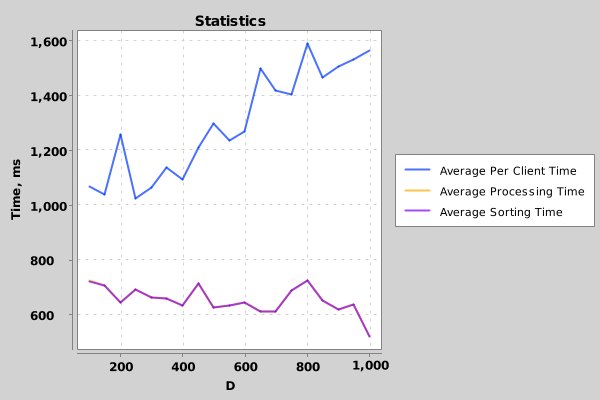 Statistics
1,600
1,400
1,200
1,000
800
600
Time, ms
200
400
600
800
1,000
D
Average Per Client Time
Average Processing Time
Average Sorting Time